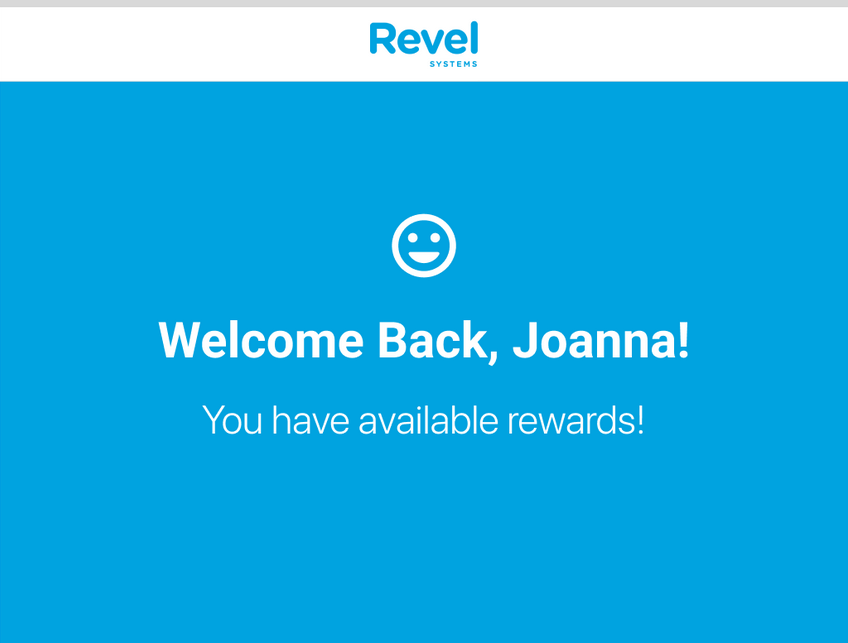 Revel
SYSTEMS
Welcome Back, Joanna!
You have available rewards!